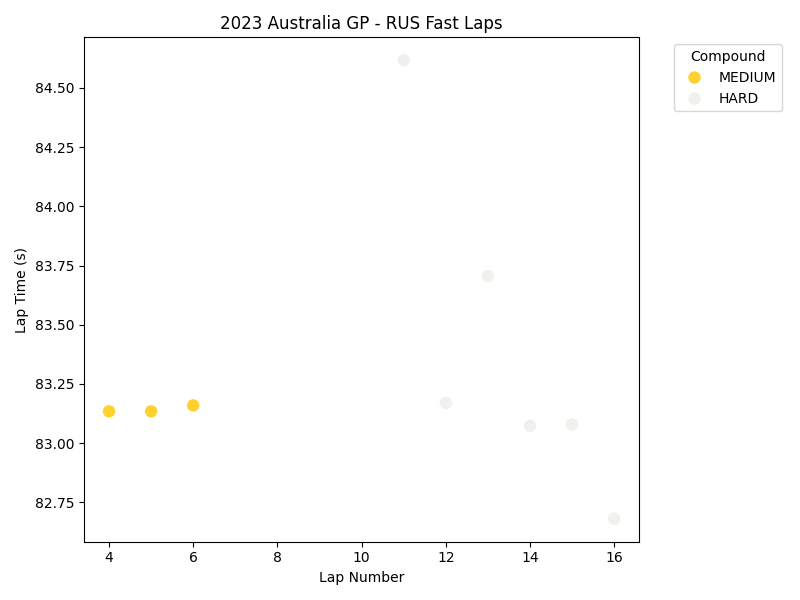 2023 Australia GP - RUS Fast Laps
Compound
MEDIUM
HARD
Lap Time (s)
84.50
84.25
84.00
83.75
83.50
83.25
83.00
82.75
4 6 8 10 12 14 16
Lap Number